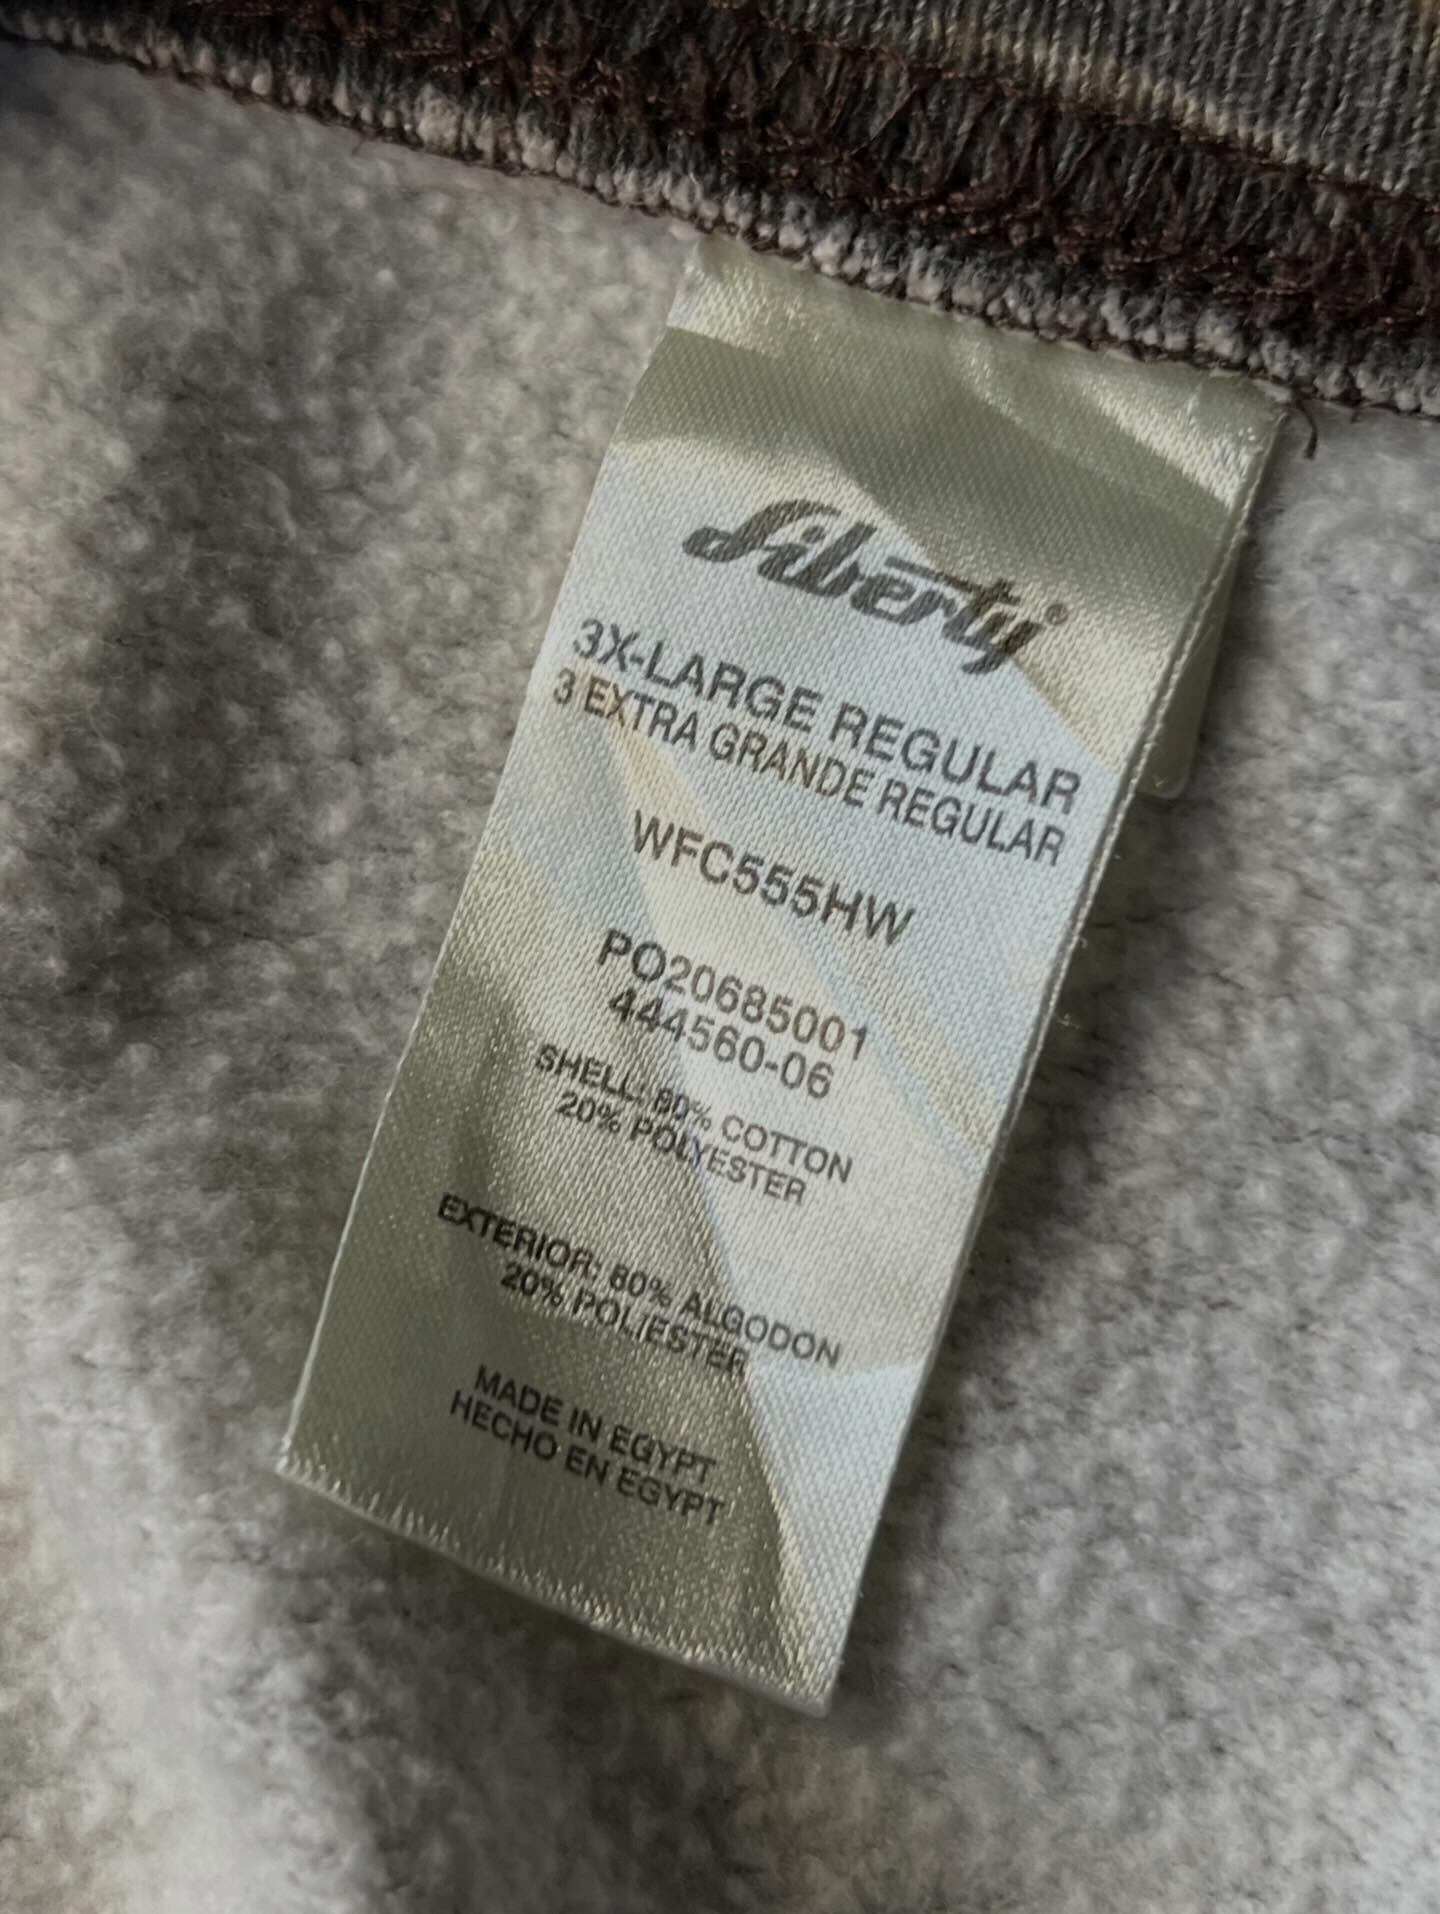 Liberty
3X-LARGE REGULAR
3 EXTRA GRANDE REGULAR
WFC555HW
PO20685001
444560-06
SHELL: 80% COTTON
20% POLYESTER
EXTERIOR: 80% ALGODON
20% POLIESTER
MADE IN EGYPT
HECHO EN EGYPT